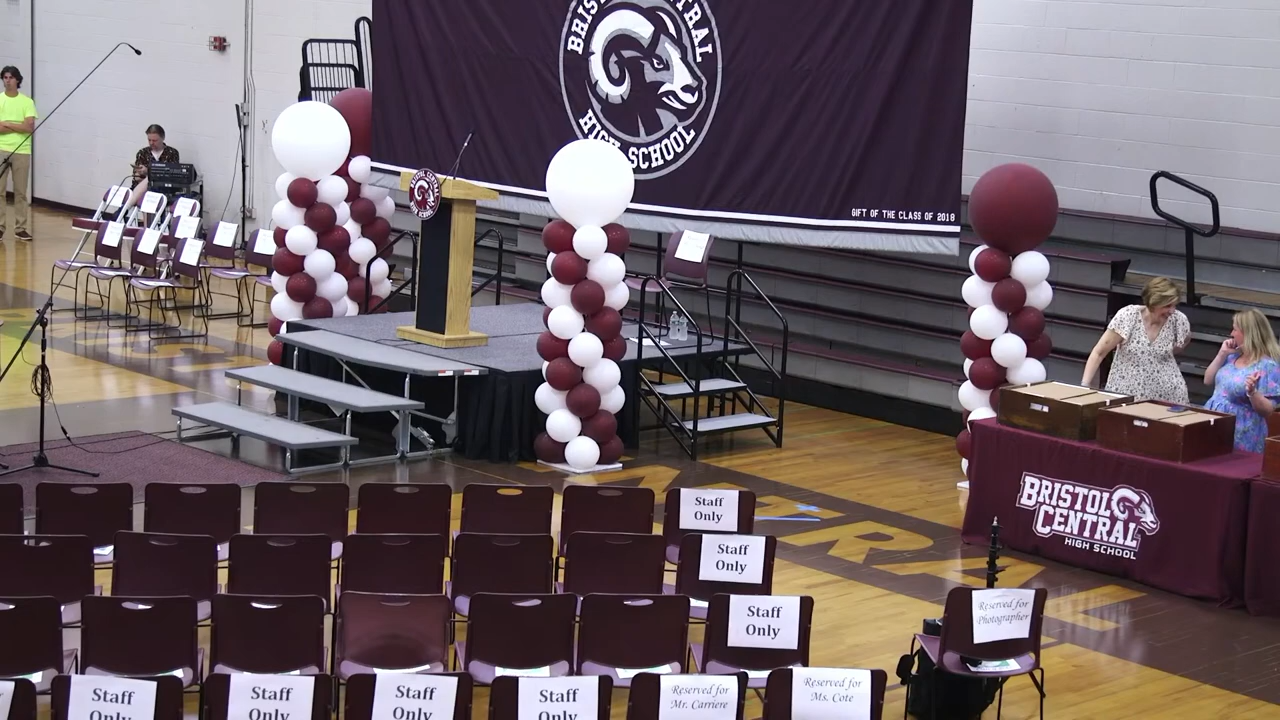 BRISTOL CENTRAL
HIGH SCHOOL
GIFT OF THE CLASS OF 2018
BRISTOL CENTRAL
BRISTOL
CENTRAL
HIGH SCHOOL
Staff
Only
Staff
Only
Staff
Only
Reserved for
Photographer
Staff
Only
Staff
Only
Staff
Only
Staff
Only
Reserved for
Mr. Carriere
Reserved for
Ms. Cote